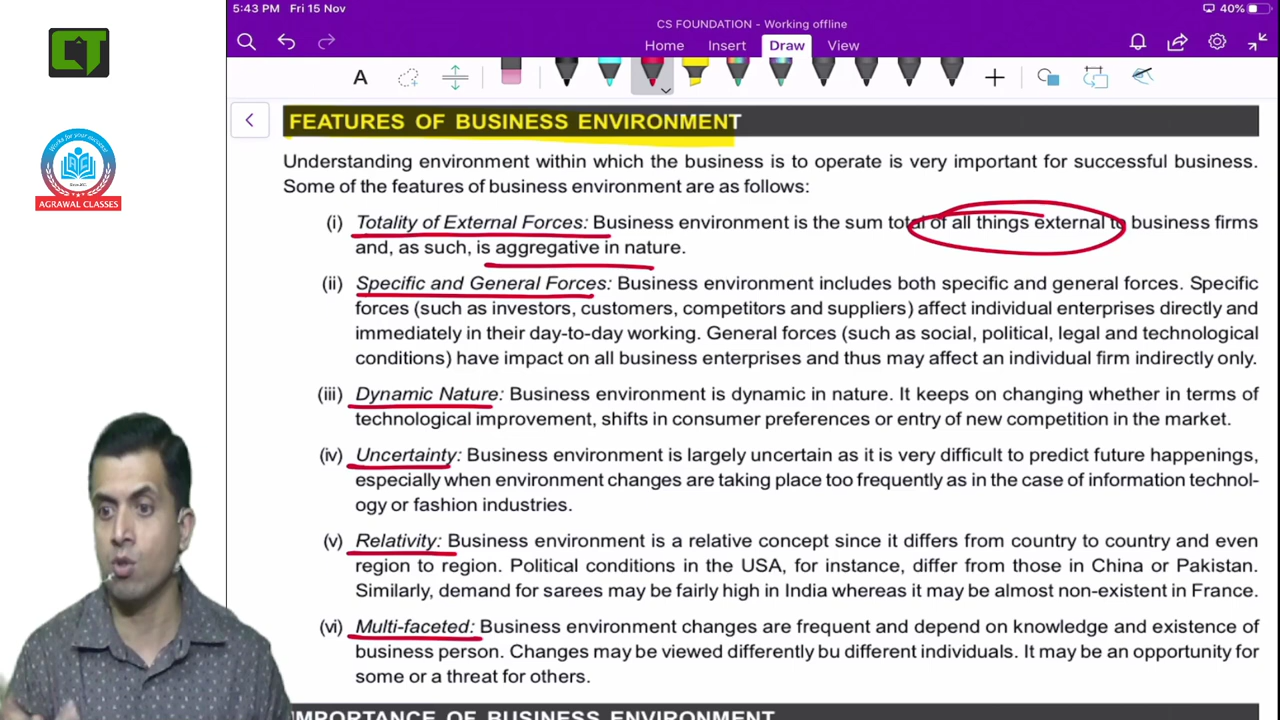 5:43 PM Fri 15 Nov
40%
CS FOUNDATION - Working offline
Home Insert Draw View
A
CT
Works for your success!
Since 2001
AGRAWAL CLASSES
FEATURES OF BUSINESS ENVIRONMENT
Understanding environment within which the business is to operate is very important for successful business.
Some of the features of business environment are as follows:
(i) Totality of External Forces: Business environment is the sum total of all things external to business firms
and, as such, is aggregative in nature.
(ii) Specific and General Forces: Business environment includes both specific and general forces. Specific
forces (such as investors, customers, competitors and suppliers) affect individual enterprises directly and
immediately in their day-to-day working. General forces (such as social, political, legal and technological
conditions) have impact on all business enterprises and thus may affect an individual firm indirectly only.
(iii) Dynamic Nature: Business environment is dynamic in nature. It keeps on changing whether in terms of
technological improvement, shifts in consumer preferences or entry of new competition in the market.
(iv) Uncertainty: Business environment is largely uncertain as it is very difficult to predict future happenings,
especially when environment changes are taking place too frequently as in the case of information technol-
ogy or fashion industries.
(v) Relativity: Business environment is a relative concept since it differs from country to country and even
region to region. Political conditions in the USA, for instance, differ from those in China or Pakistan.
Similarly, demand for sarees may be fairly high in India whereas it may be almost non-existent in France.
(vi) Multi-faceted: Business environment changes are frequent and depend on knowledge and existence of
business person. Changes may be viewed differently bu different individuals. It may be an opportunity for
some or a threat for others.
IMPORTANCE OF BUSINESS ENVIRONMENT